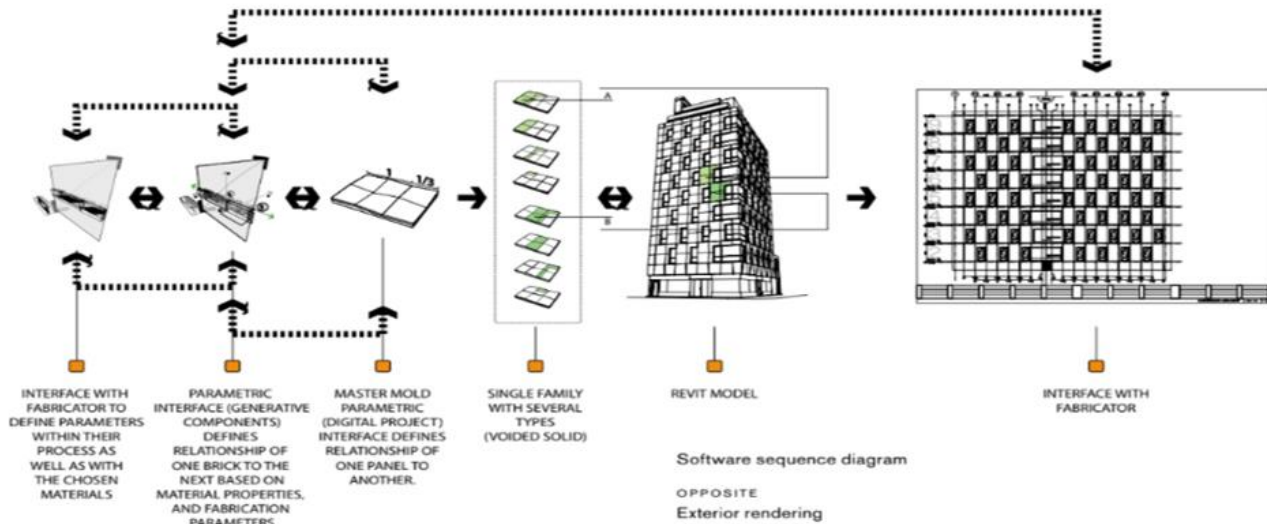 1
1/3
A
B
INTERFACE WITH
FABRICATOR TO
DEFINE PARAMETERS
WITHIN THEIR
PROCESS AS
WELL AS WITH
THE CHOSEN
MATERIALS
PARAMETRIC
INTERFACE (GENERATIVE
COMPONENTS)
DEFINES
RELATIONSHIP OF
ONE BRICK TO THE
NEXT BASED ON
MATERIAL PROPERTIES,
AND FABRICATION
PARAMETERS
MASTER MOLD
PARAMETRIC
(DIGITAL PROJECT)
INTERFACE DEFINES
RELATIONSHIP OF
ONE PANEL TO
ANOTHER.
SINGLE FAMILY
WITH SEVERAL
TYPES
(VOIDED SOLID)
REVIT MODEL
INTERFACE WITH
FABRICATOR
Software sequence diagram
OPPOSITE
Exterior rendering